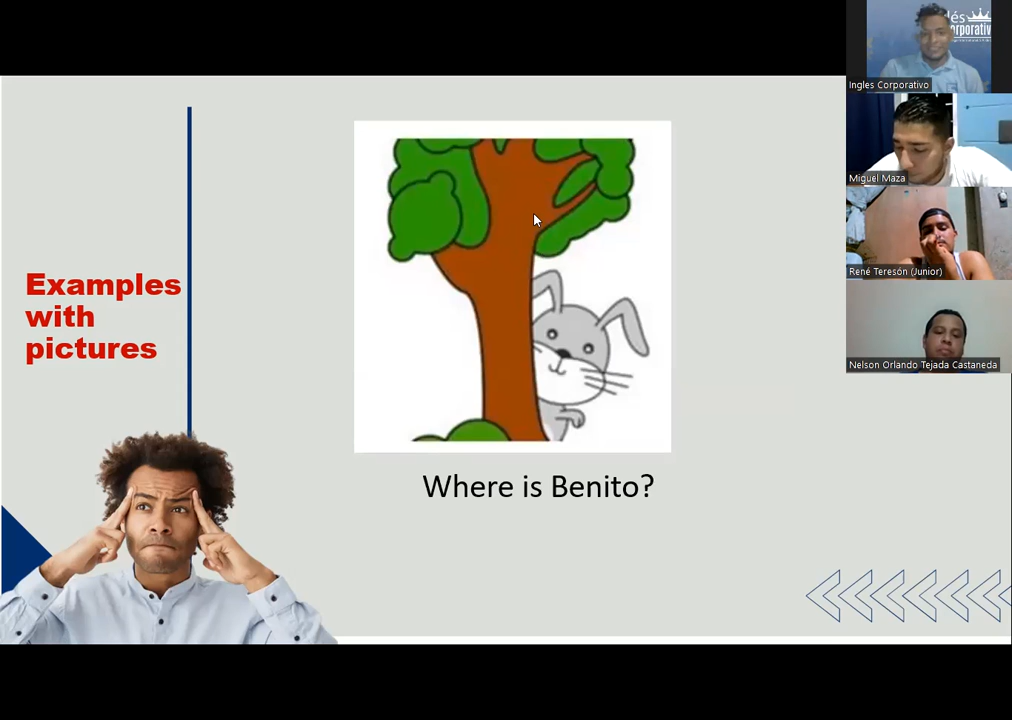 Examples
with
pictures
Where is Benito?
Ingles Corporativo
Miguel Maza
René Teresón (Junior)
Nelson Orlando Tejada Castaneda